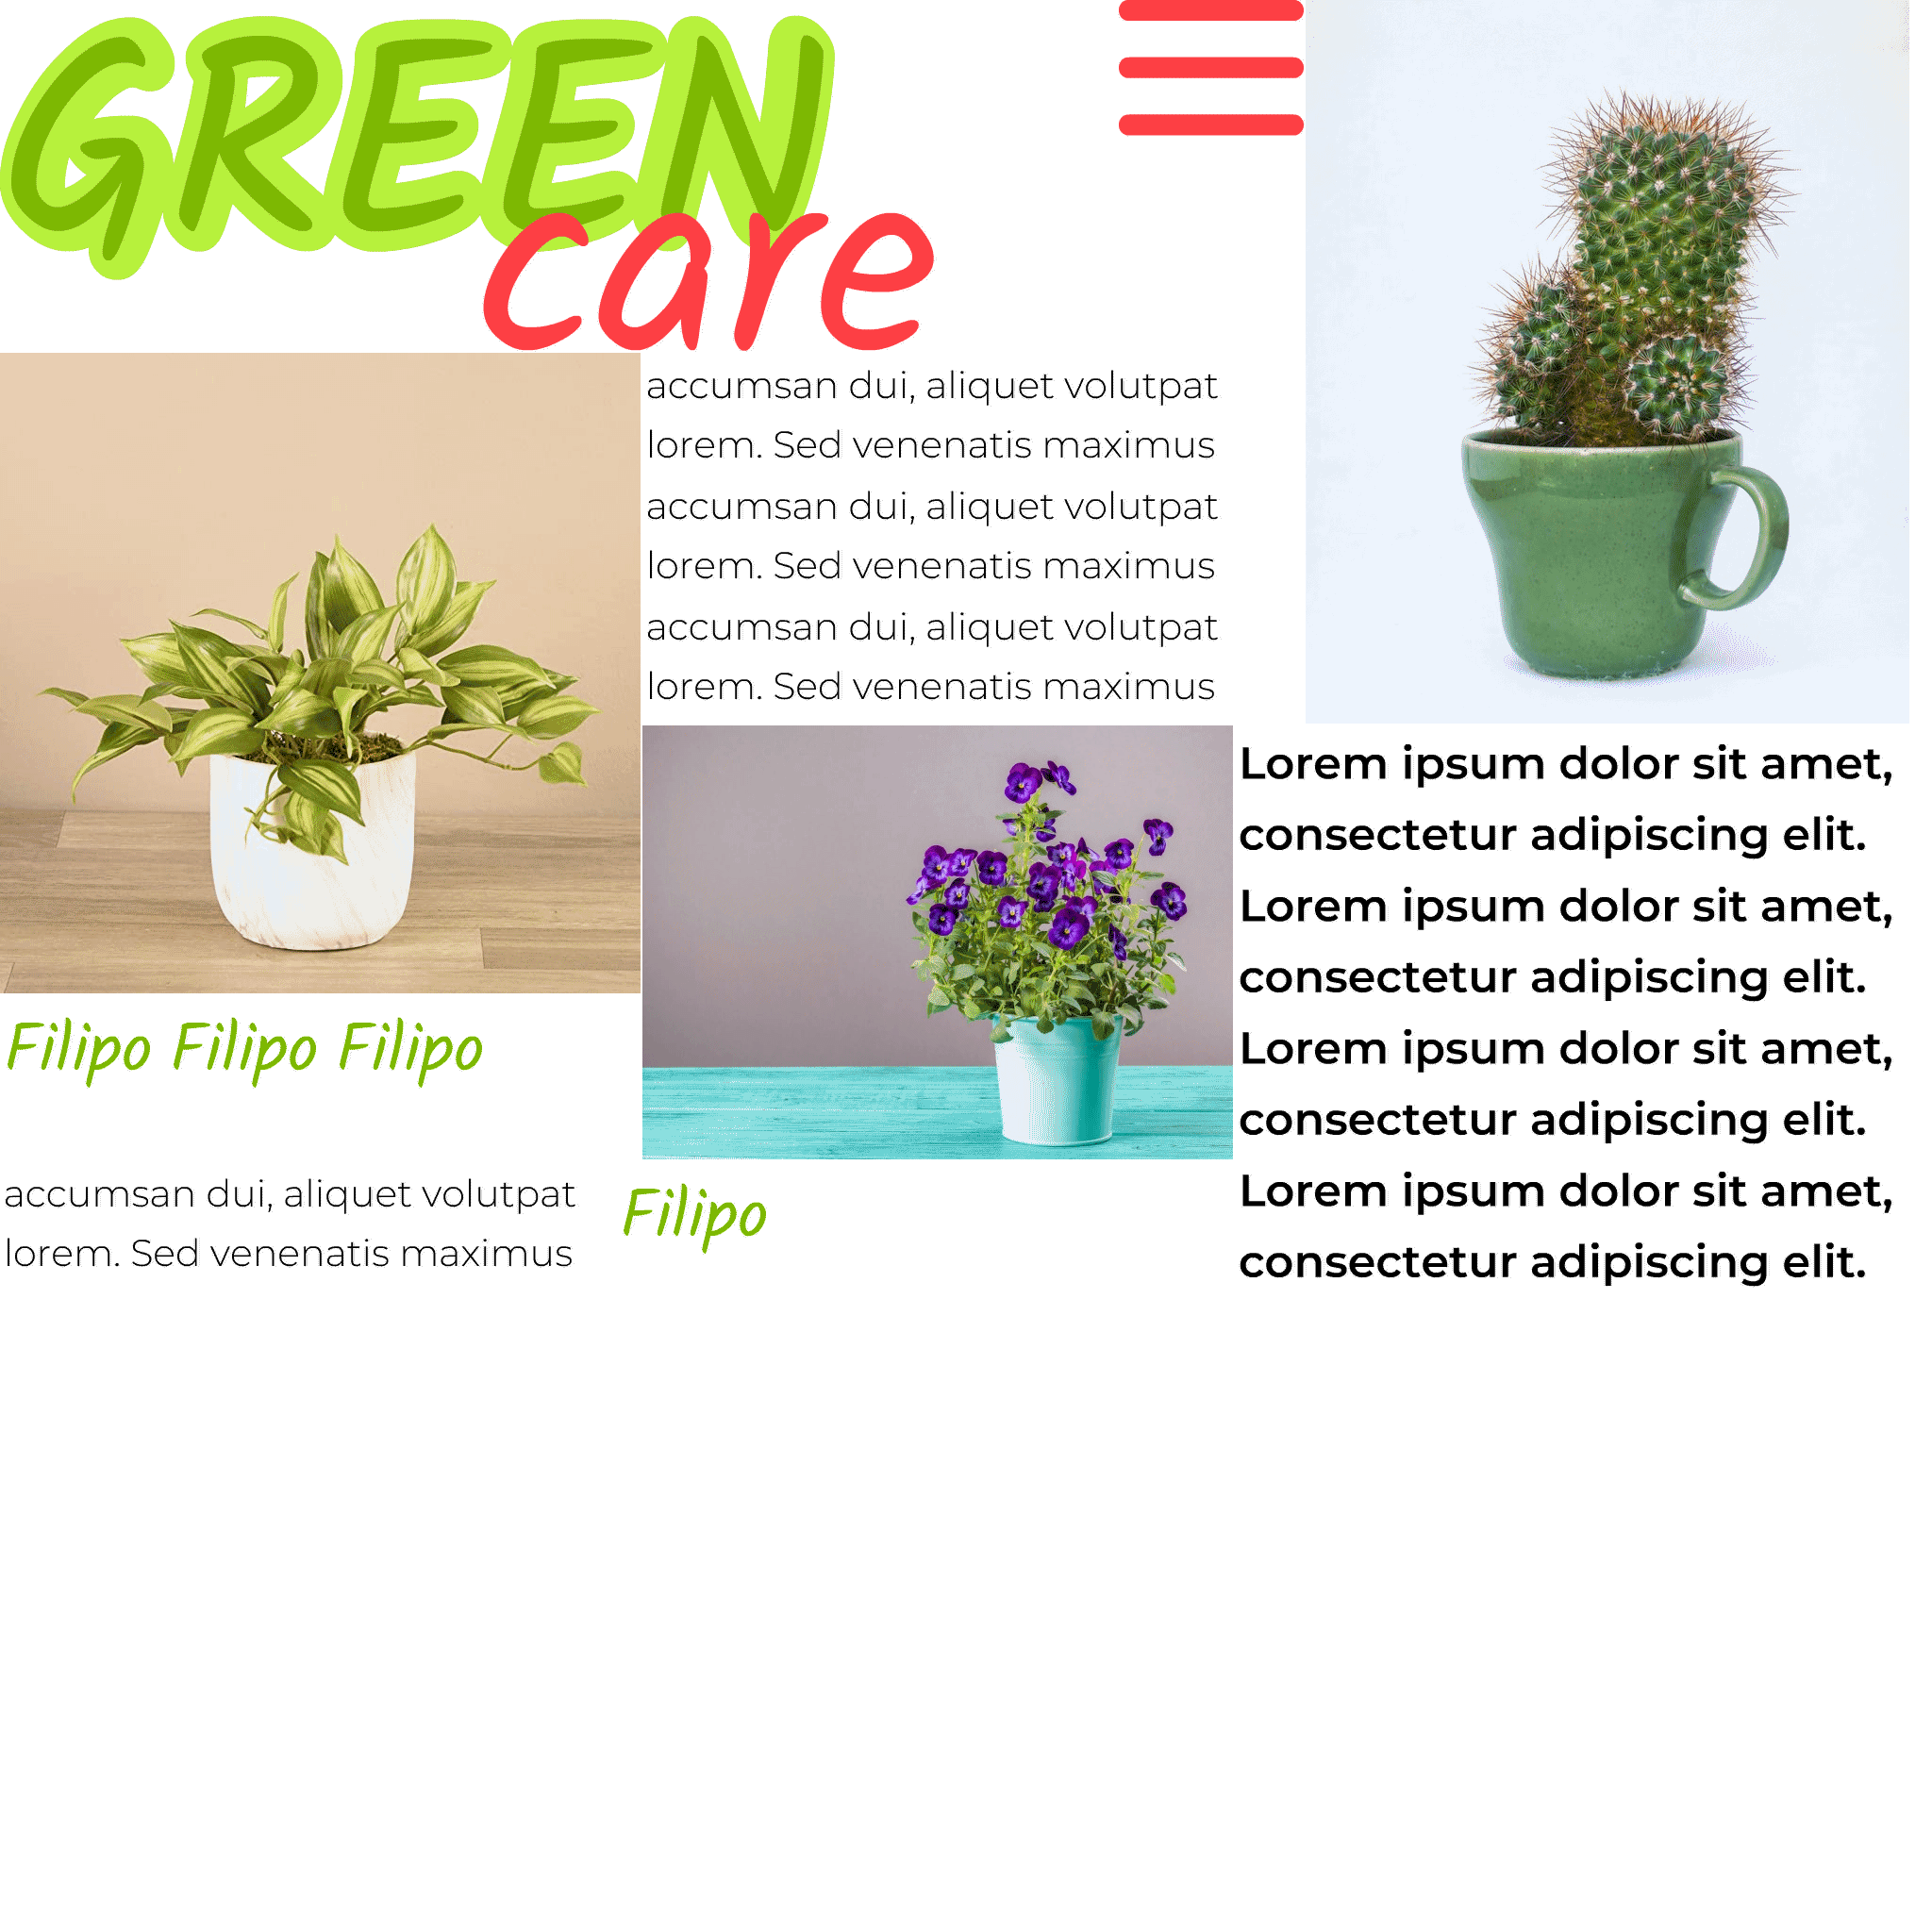 GREEN
care
accumsan dui, aliquet volutpat
lorem. Sed venenatis maximus
accumsan dui, aliquet volutpat
lorem. Sed venenatis maximus
accumsan dui, aliquet volutpat
lorem. Sed venenatis maximus
Filipo Filipo Filipo
accumsan dui, aliquet volutpat
lorem. Sed venenatis maximus
Filipo
Lorem ipsum dolor sit amet,
consectetur adipiscing elit.
Lorem ipsum dolor sit amet,
consectetur adipiscing elit.
Lorem ipsum dolor sit amet,
consectetur adipiscing elit.
Lorem ipsum dolor sit amet,
consectetur adipiscing elit.